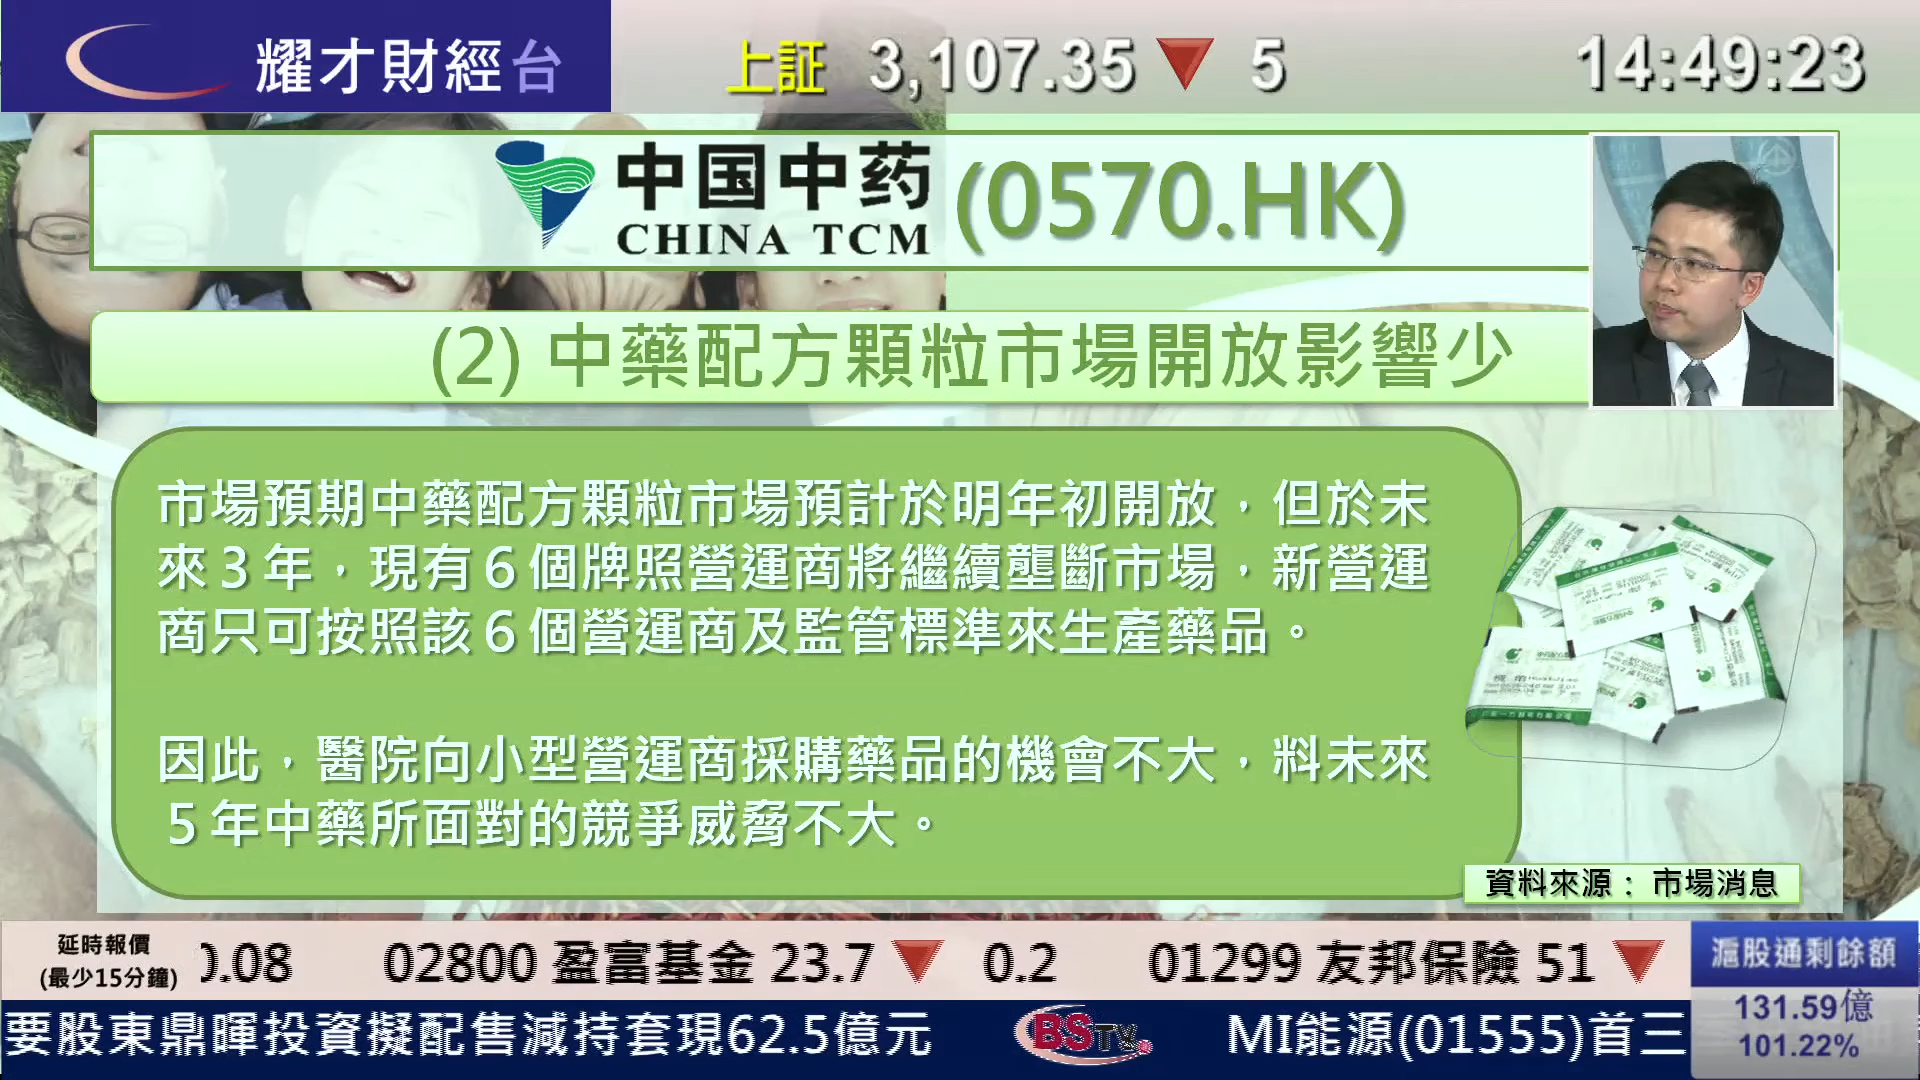 耀才財經台
上証 3,107.35 ▼ 5
14:49:23
中国中药
CHINA TCM
(0570.HK)
(2) 中藥配方顆粒市場開放影響少
市場預期中藥配方顆粒市場預計於明年初開放，但於未
來３年，現有６個牌照營運商將繼續壟斷市場，新營運
商只可按照該６個營運商及監管標準來生產藥品。
因此，醫院向小型營運商採購藥品的機會不大，料未來
５年中藥所面對的競爭威脅不大。
資料來源： 市場消息
延時報價
(最少15分鐘)
0.08 02800 盈富基金 23.7 ▼ 0.2 01299 友邦保險 51 ▼
滬股通剩餘額
131.59億
101.22%
要股東鼎暉投資擬配售減持套現62.5億元 BSTV MI能源(01555)首三